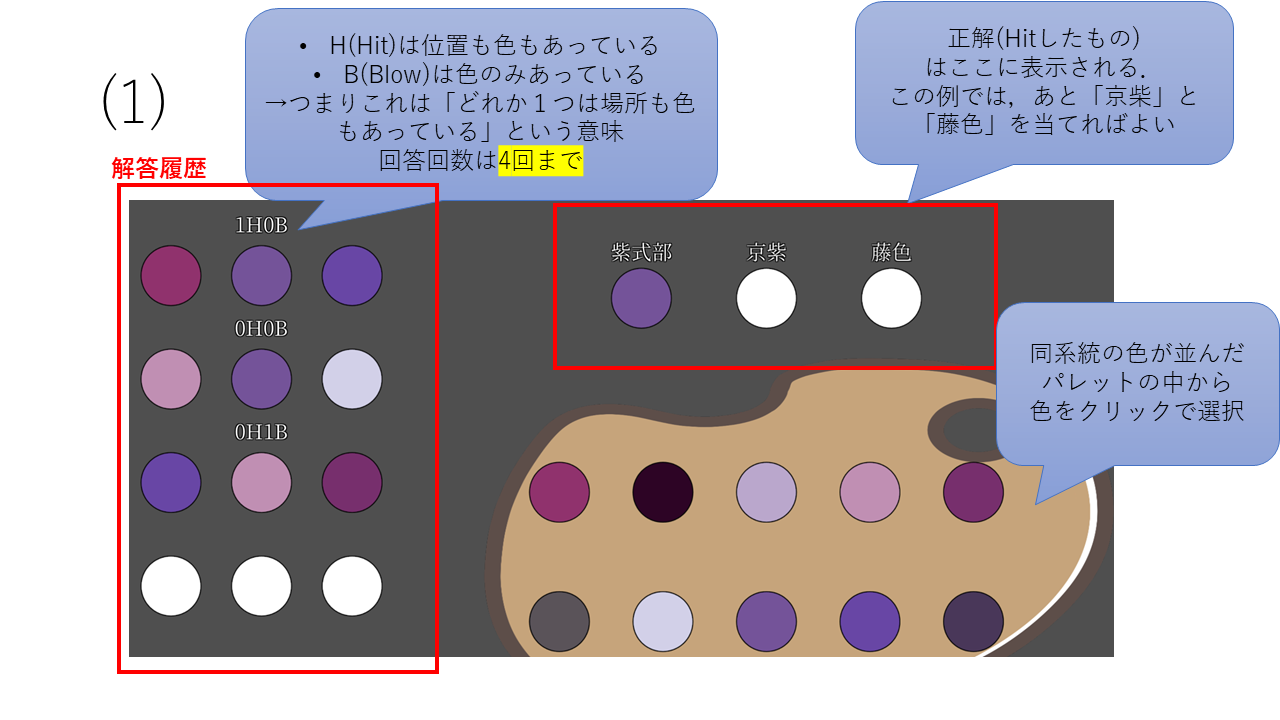 (1)
• H(Hit)は位置も色もあっている
• B(Blow)は色のみあっている
→つまりこれは「どれか１つは場所も色
もあっている」という意味
回答回数は4回まで
正解(Hitしたもの)
はここに表示される．
この例では，あと「京柴」と
「藤色」を当てればよい
解答履歴
1H0B
0H0B
0H1B
紫式部
京紫
藤色
同系統の色が並んだ
パレットの中から
色をクリックで選択